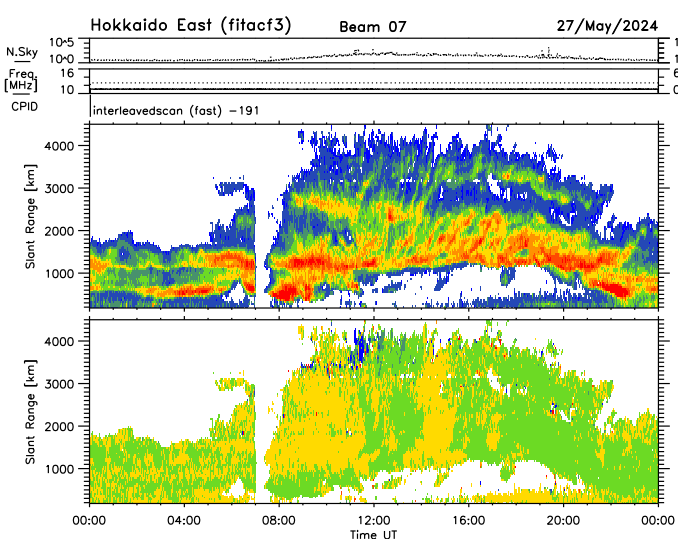 Hokkaido East (fitacf3) Beam 07 27/May/2024
N.Sky 10^5 10^0 1 1
Freq. [MHz] 16 10 6 0
CPID interleavedscan (fast) -191
Slant Range [km] 4000 3000 2000 1000
Slant Range [km] 4000 3000 2000 1000
00:00 04:00 08:00 12:00 16:00 20:00 00:00
Time UT